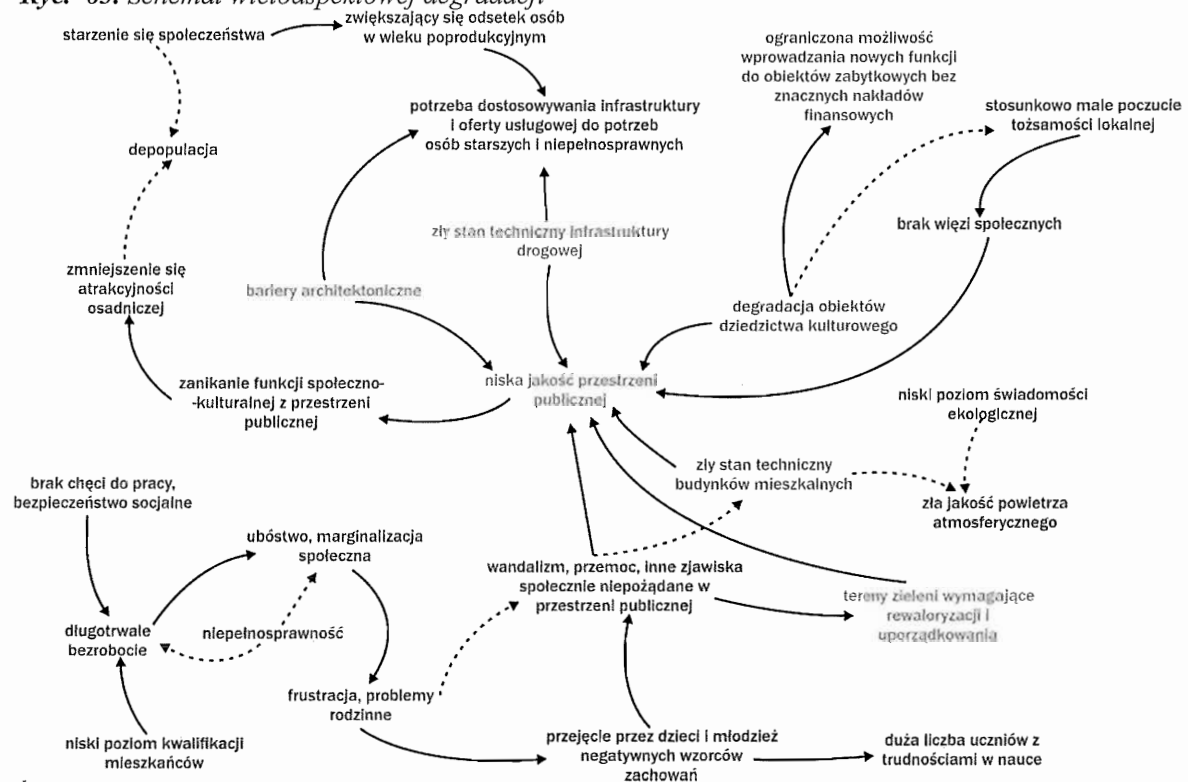 Ryc. 63. Schemat wieloaspektowej degradacji
starzenie się społeczeństwa
zwiększający się odsetek osób
w wieku poprodukcyjnym
ograniczona możliwość
wprowadzania nowych funkcji
do obiektów zabytkowych bez
znacznych nakładów
finansowych
potrzeba dostosowywania infrastruktury
i oferty usługowej do potrzeb
osób starszych i niepełnosprawnych
stosunkowo małe poczucie
tożsamości lokalnej
depopulacja
brak więzi społecznych
zły stan techniczny infrastruktury
drogowej
zmniejszenie się
atrakcyjności
osadniczej
bariery architektoniczne
degradacja obiektów
dziedzictwa kulturowego
niska jakość przestrzeni
publicznej
zanikanie funkcji społeczno-
-kulturalnej z przestrzeni
publicznej
niski poziom świadomości
ekologicznej
zły stan techniczny
budynków mieszkalnych
brak chęci do pracy,
bezpieczeństwo socjalne
zła jakość powietrza
atmosferycznego
ubóstwo, marginalizacja
społeczna
wandalizm, przemoc, inne zjawiska
społecznie niepożądane w
przestrzeni publicznej
tereny zieleni wymagające
rewaloryzacji i
uporządkowania
długotrwałe
bezrobocie
niepełnosprawność
frustracja, problemy
rodzinne
niski poziom kwalifikacji
mieszkańców
przejęcie przez dzieci i młodzież
negatywnych wzorców
zachowań
duża liczba uczniów z
trudnościami w nauce